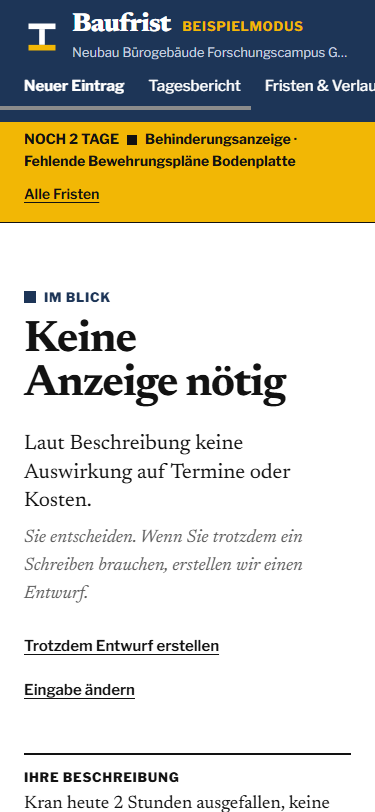 Baufrist BEISPIELMODUS
Neubau Bürogebäude Forschungscampus G...
Neuer Eintrag Tagesbericht Fristen & Verlau
NOCH 2 TAGE ■ Behinderungsanzeige ·
Fehlende Bewehrungspläne Bodenplatte
Alle Fristen
IM BLICK
Keine
Anzeige nötig
Laut Beschreibung keine
Auswirkung auf Termine oder
Kosten.
Sie entscheiden. Wenn Sie trotzdem ein
Schreiben brauchen, erstellen wir einen
Entwurf.
Trotzdem Entwurf erstellen
Eingabe ändern
IHRE BESCHREIBUNG
Kran heute 2 Stunden ausgefallen, keine